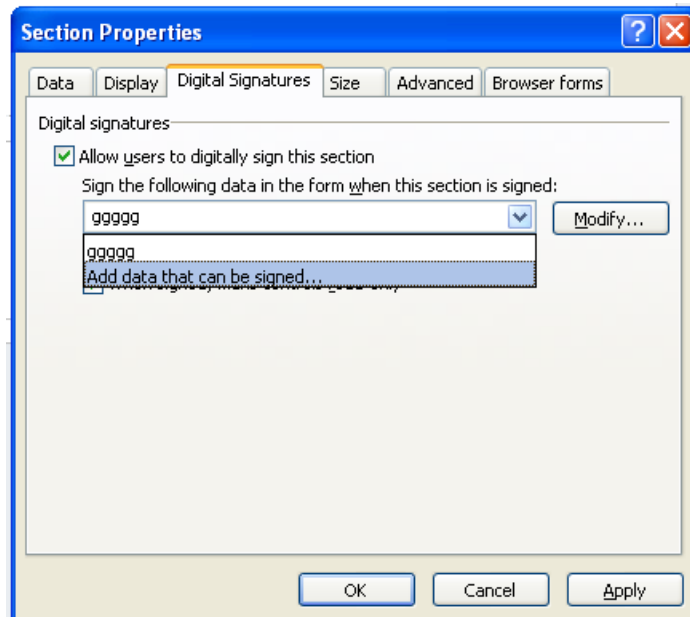 Section Properties
Data Display Digital Signatures Size Advanced Browser forms
Digital signatures
Allow users to digitally sign this section
Sign the following data in the form when this section is signed:
ggggg Modify...
ggggg
Add data that can be signed...
OK Cancel Apply